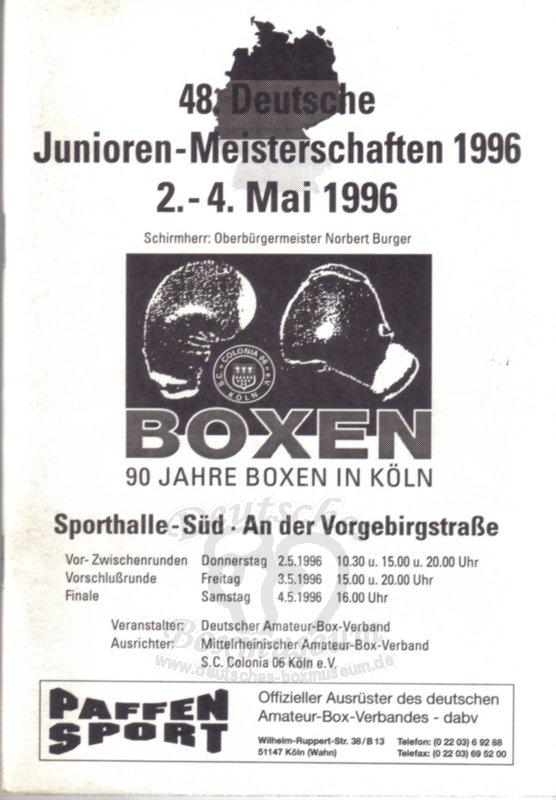 48. Deutsche
Junioren-Meisterschaften 1996
2.-4. Mai 1996
Schirmherr: Oberbürgermeister Norbert Burger
S.C. COLONIA 06 e.V.
KÖLN
BOXEN
90 JAHRE BOXEN IN KÖLN
Sporthalle-Süd · An der Vorgebirgstraße
Vor- Zwischenrunden Donnerstag 2.5.1996 10.30 u. 15.00 u. 20.00 Uhr
Vorschlußrunde Freitag 3.5.1996 15.00 u. 20.00 Uhr
Finale Samstag 4.5.1996 16.00 Uhr
Veranstalter: Deutscher Amateur-Box-Verband
Ausrichter: Mittelrheinischer Amateur-Box-Verband
S.C. Colonia 06 Köln e.V.
Deutsches
Boxmuseum
www.deutsches-boxmuseum.de
PAFFEN
SPORT
Offizieller Ausrüster des deutschen
Amateur-Box-Verbandes - dabv
Wilhelm-Ruppert-Str. 38/B13 Telefon: (0 22 03) 6 92 88
51147 Köln (Wahn) Telefax: (0 22 03) 69 52 00